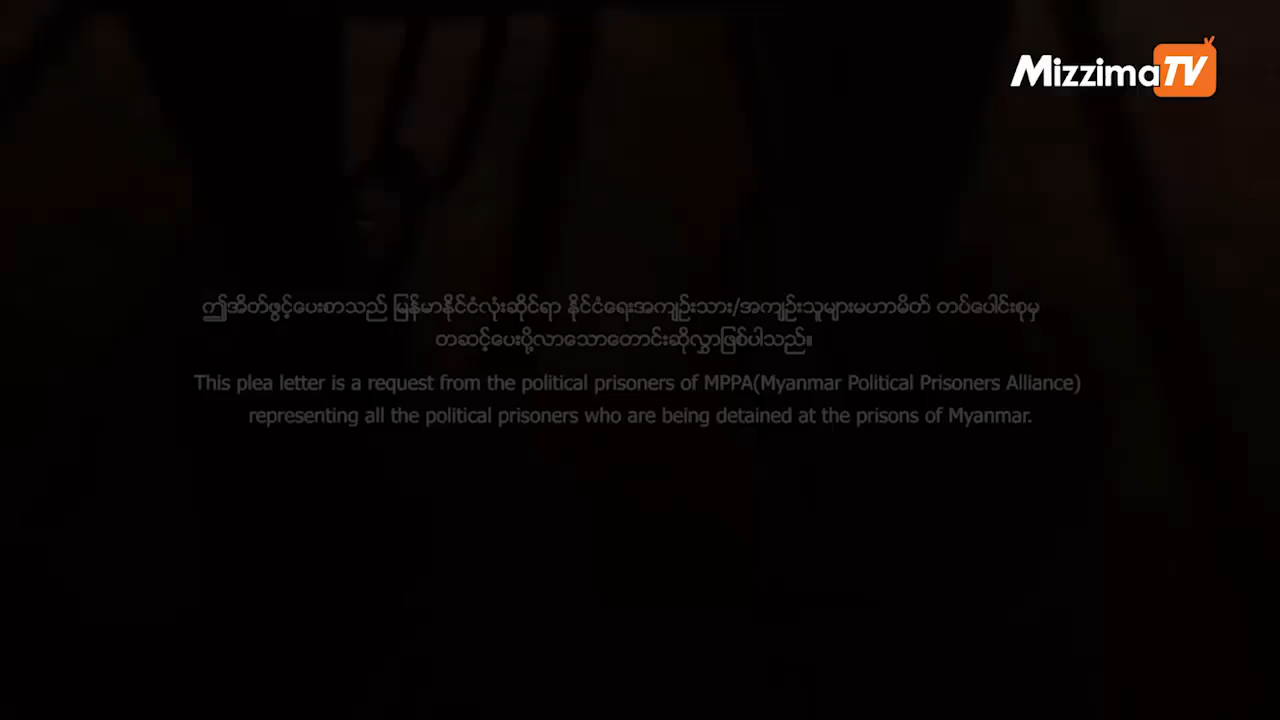 MizzimaTV
ဤအိတ်ဖွင့်ပေးစာသည် မြန်မာနိုင်ငံလုံးဆိုင်ရာ နိုင်ငံရေးအကျဉ်းသား/အကျဉ်းသူများမဟာမိတ် တပ်ပေါင်းစုမှ
တဆင့်ပေးပို့လာသောတောင်းဆိုလွှာဖြစ်ပါသည်။
This plea letter is a request from the political prisoners of MPPA(Myanmar Political Prisoners Alliance)
representing all the political prisoners who are being detained at the prisons of Myanmar.